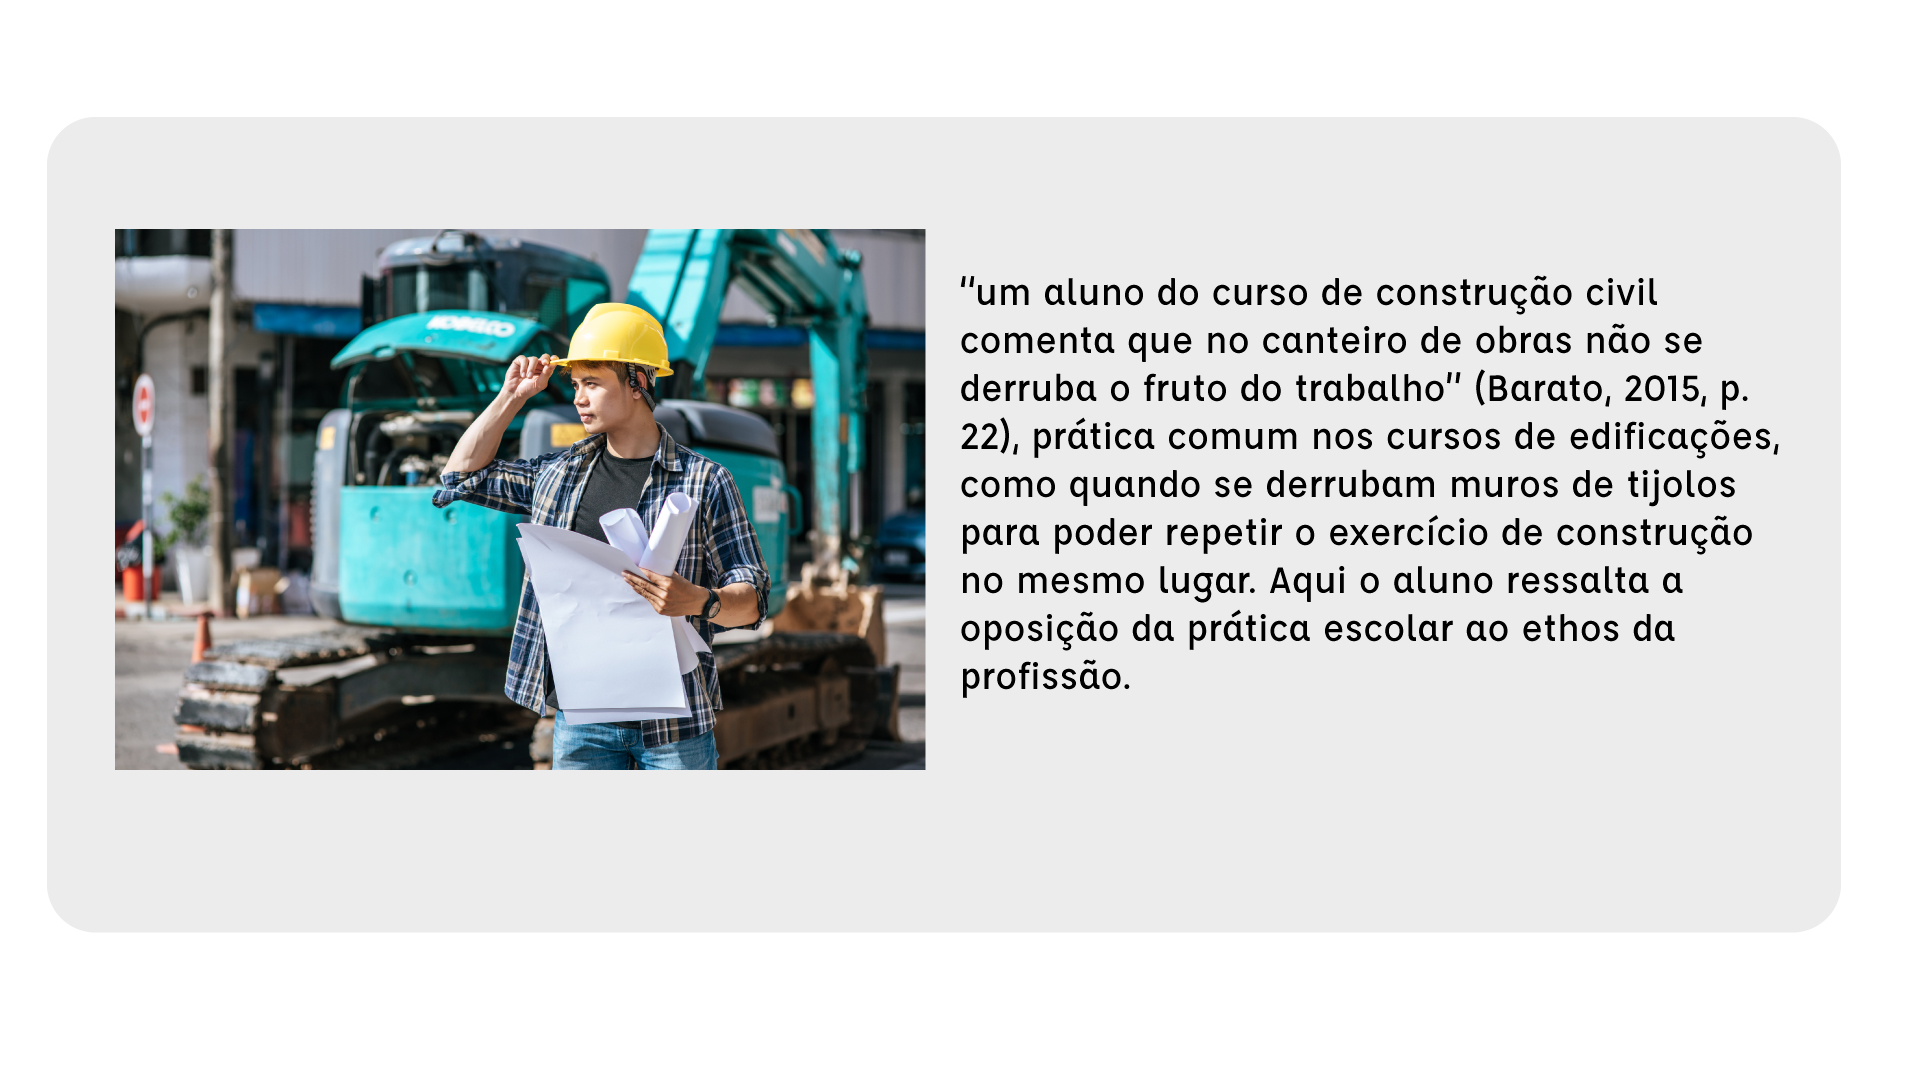 KOBELCO
“um aluno do curso de construção civil
comenta que no canteiro de obras não se
derruba o fruto do trabalho” (Barato, 2015, p.
22), prática comum nos cursos de edificações,
como quando se derrubam muros de tijolos
para poder repetir o exercício de construção
no mesmo lugar. Aqui o aluno ressalta a
oposição da prática escolar ao ethos da
profissão.